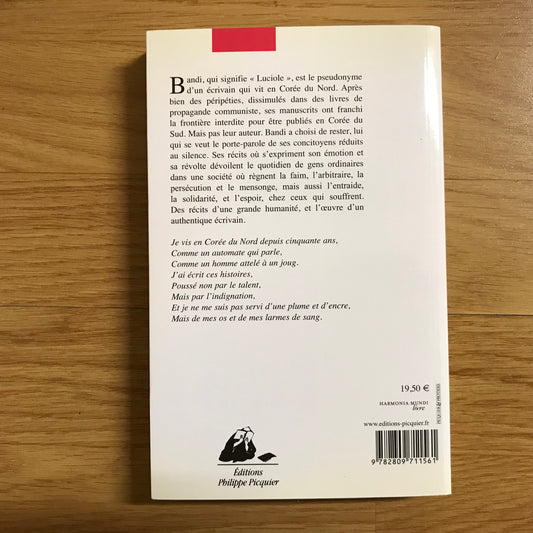 Bandi, qui signifie « Luciole », est le pseudonyme
d'un écrivain qui vit en Corée du Nord. Après
bien des péripéties, dissimulés dans des livres de
propagande communiste, ses manuscrits ont franchi
la frontière interdite pour être publiés en Corée du
Sud. Mais pas leur auteur. Bandi a choisi de rester, lui
qui se veut le porte-parole de ses concitoyens réduits
au silence. Ses récits où s'expriment son émotion et
sa révolte dévoilent le quotidien de gens ordinaires
dans une société où règnent la faim, l'arbitraire, la
persécution et le mensonge, mais aussi l'entraide,
la solidarité, et l'espoir, chez ceux qui souffrent.
Des récits d'une grande humanité, et l'œuvre d'un
authentique écrivain.
Je vis en Corée du Nord depuis cinquante ans,
Comme un automate qui parle,
Comme un homme attelé à un joug.
J'ai écrit ces histoires,
Poussé non par le talent,
Mais par l'indignation,
Et je ne me suis pas servi d'une plume et d'encre,
Mais de mes os et de mes larmes de sang.
19,50 €
HARMONIA MUNDI
livre
www.editions-picquier.fr
9 782809 711561
Éditions
Philippe Picquier